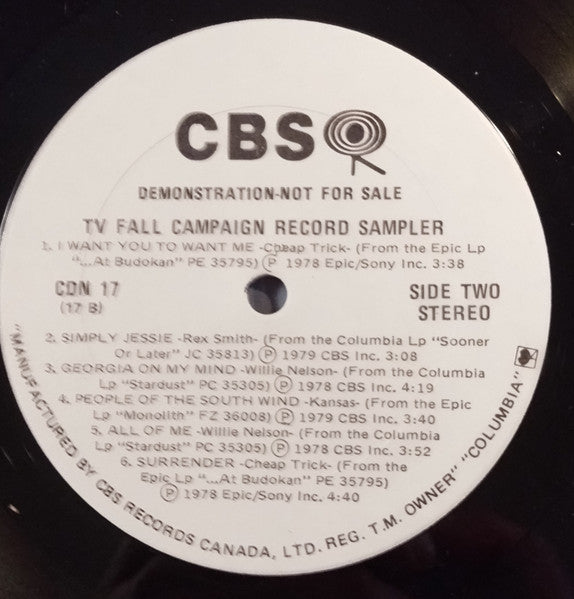 CBS
DEMONSTRATION-NOT FOR SALE
TV FALL CAMPAIGN RECORD SAMPLER
1. I WANT YOU TO WANT ME -Cheap Trick- (From the Epic Lp
"...At Budokan" PE 35795) Ⓟ 1978 Epic/Sony Inc. 3:38
CDN 17
(17 B)
SIDE TWO
STEREO
2. SIMPLY JESSIE -Rex Smith- (From the Columbia Lp "Sooner
Or Later" JC 35813) Ⓟ 1979 CBS Inc. 3:08
3. GEORGIA ON MY MIND -Willie Nelson- (From the Columbia
Lp "Stardust" PC 35305) Ⓟ 1978 CBS Inc. 4:19
4. PEOPLE OF THE SOUTH WIND -Kansas- (From the Epic
Lp "Monolith" FZ 36008) Ⓟ 1979 CBS Inc. 3:40
5. ALL OF ME -Willie Nelson- (From the Columbia
Lp "Stardust" PC 35305) Ⓟ 1978 CBS Inc. 3:52
6. SURRENDER -Cheap Trick- (From the
Epic Lp "...At Budokan" PE 35795)
Ⓟ 1978 Epic/Sony Inc. 4:40
"MANUFACTURED BY CBS RECORDS CANADA, LTD. REG. T.M. OWNER" "COLUMBIA"